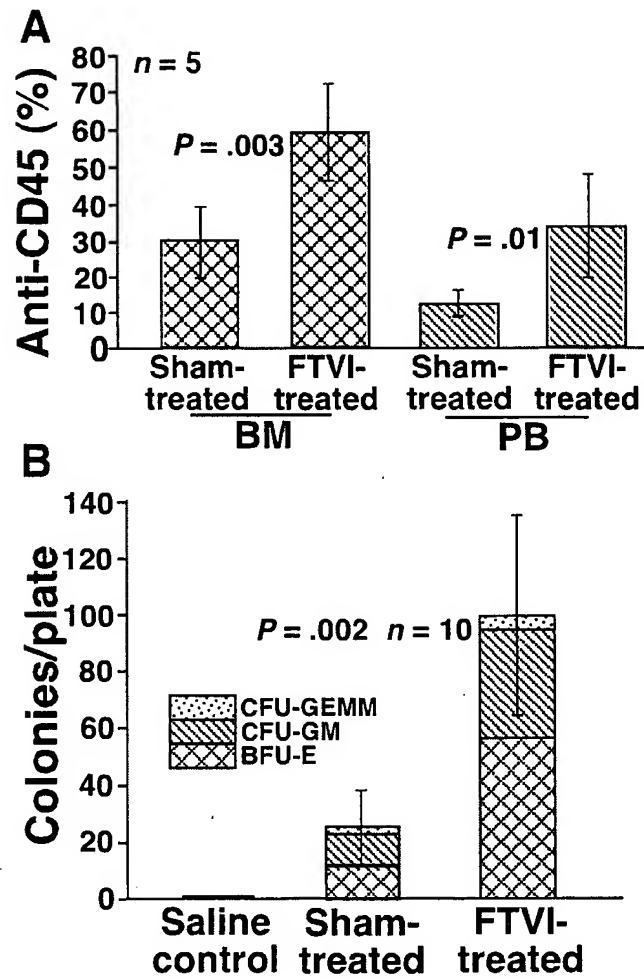 A
Anti-CD45 (%)
80
70
60
50
40
30
20
10
0
n = 5
P = .003
P = .01
Sham-treated
FTVI-treated
Sham-treated
FTVI-treated
BM
PB
B
Colonies/plate
140
120
100
80
60
40
20
0
P = .002 n = 10
CFU-GEMM
CFU-GM
BFU-E
Saline control
Sham-treated
FTVI-treated